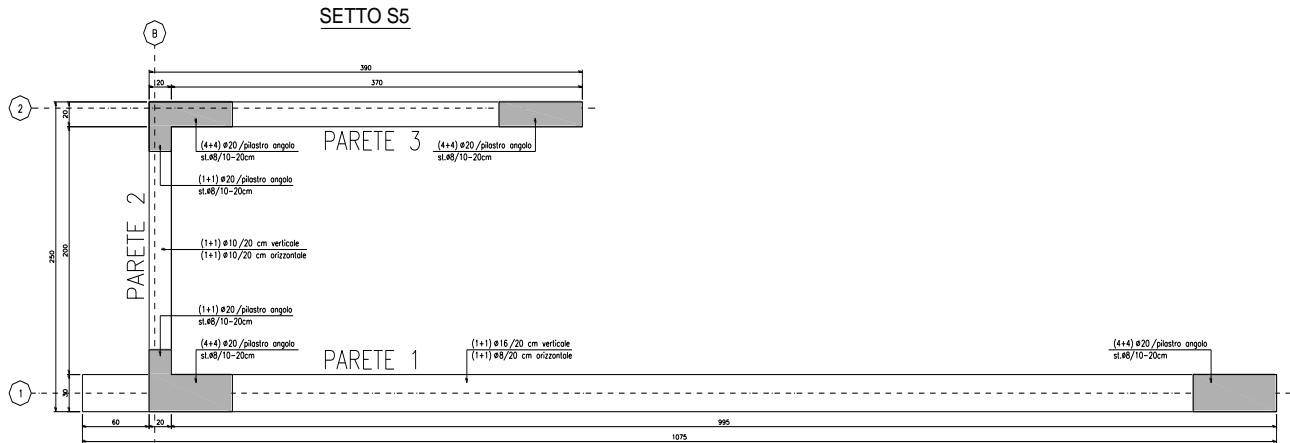 SETTO S5
B
390
20
370
2
20
PARETE 3
(4+4) ø20/pilastro angolo
st.ø8/10-20cm
(4+4) ø20/pilastro angolo
st.ø8/10-20cm
(1+1) ø20/pilastro angolo
st.ø8/10-20cm
PARETE 2
250
200
(1+1) ø10/20 cm verticale
(1+1) ø10/20 cm orizzontale
(1+1) ø20/pilastro angolo
st.ø8/10-20cm
(4+4) ø20/pilastro angolo
st.ø8/10-20cm
PARETE 1
(1+1) ø16/20 cm verticale
(1+1) ø8/20 cm orizzontale
(4+4) ø20/pilastro angolo
st.ø8/10-20cm
1
30
60
20
995
1075